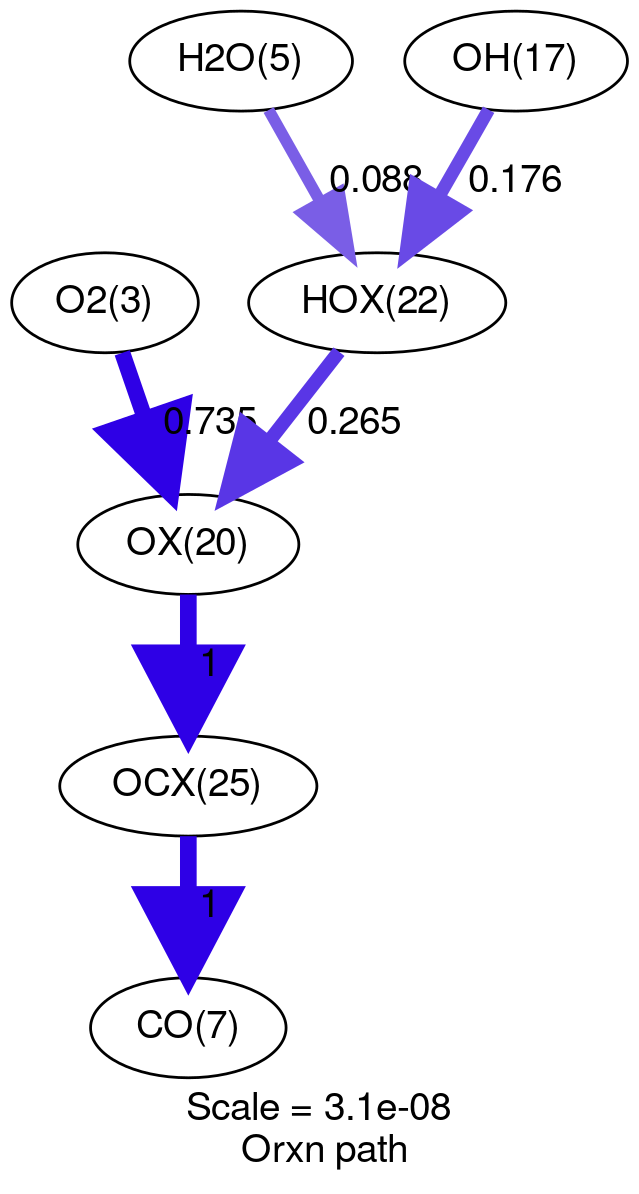 H2O(5)
OH(17)
0.088
0.176
O2(3)
HOX(22)
0.735
0.265
OX(20)
1
OCX(25)
1
CO(7)
Scale = 3.1e-08
Orxn path